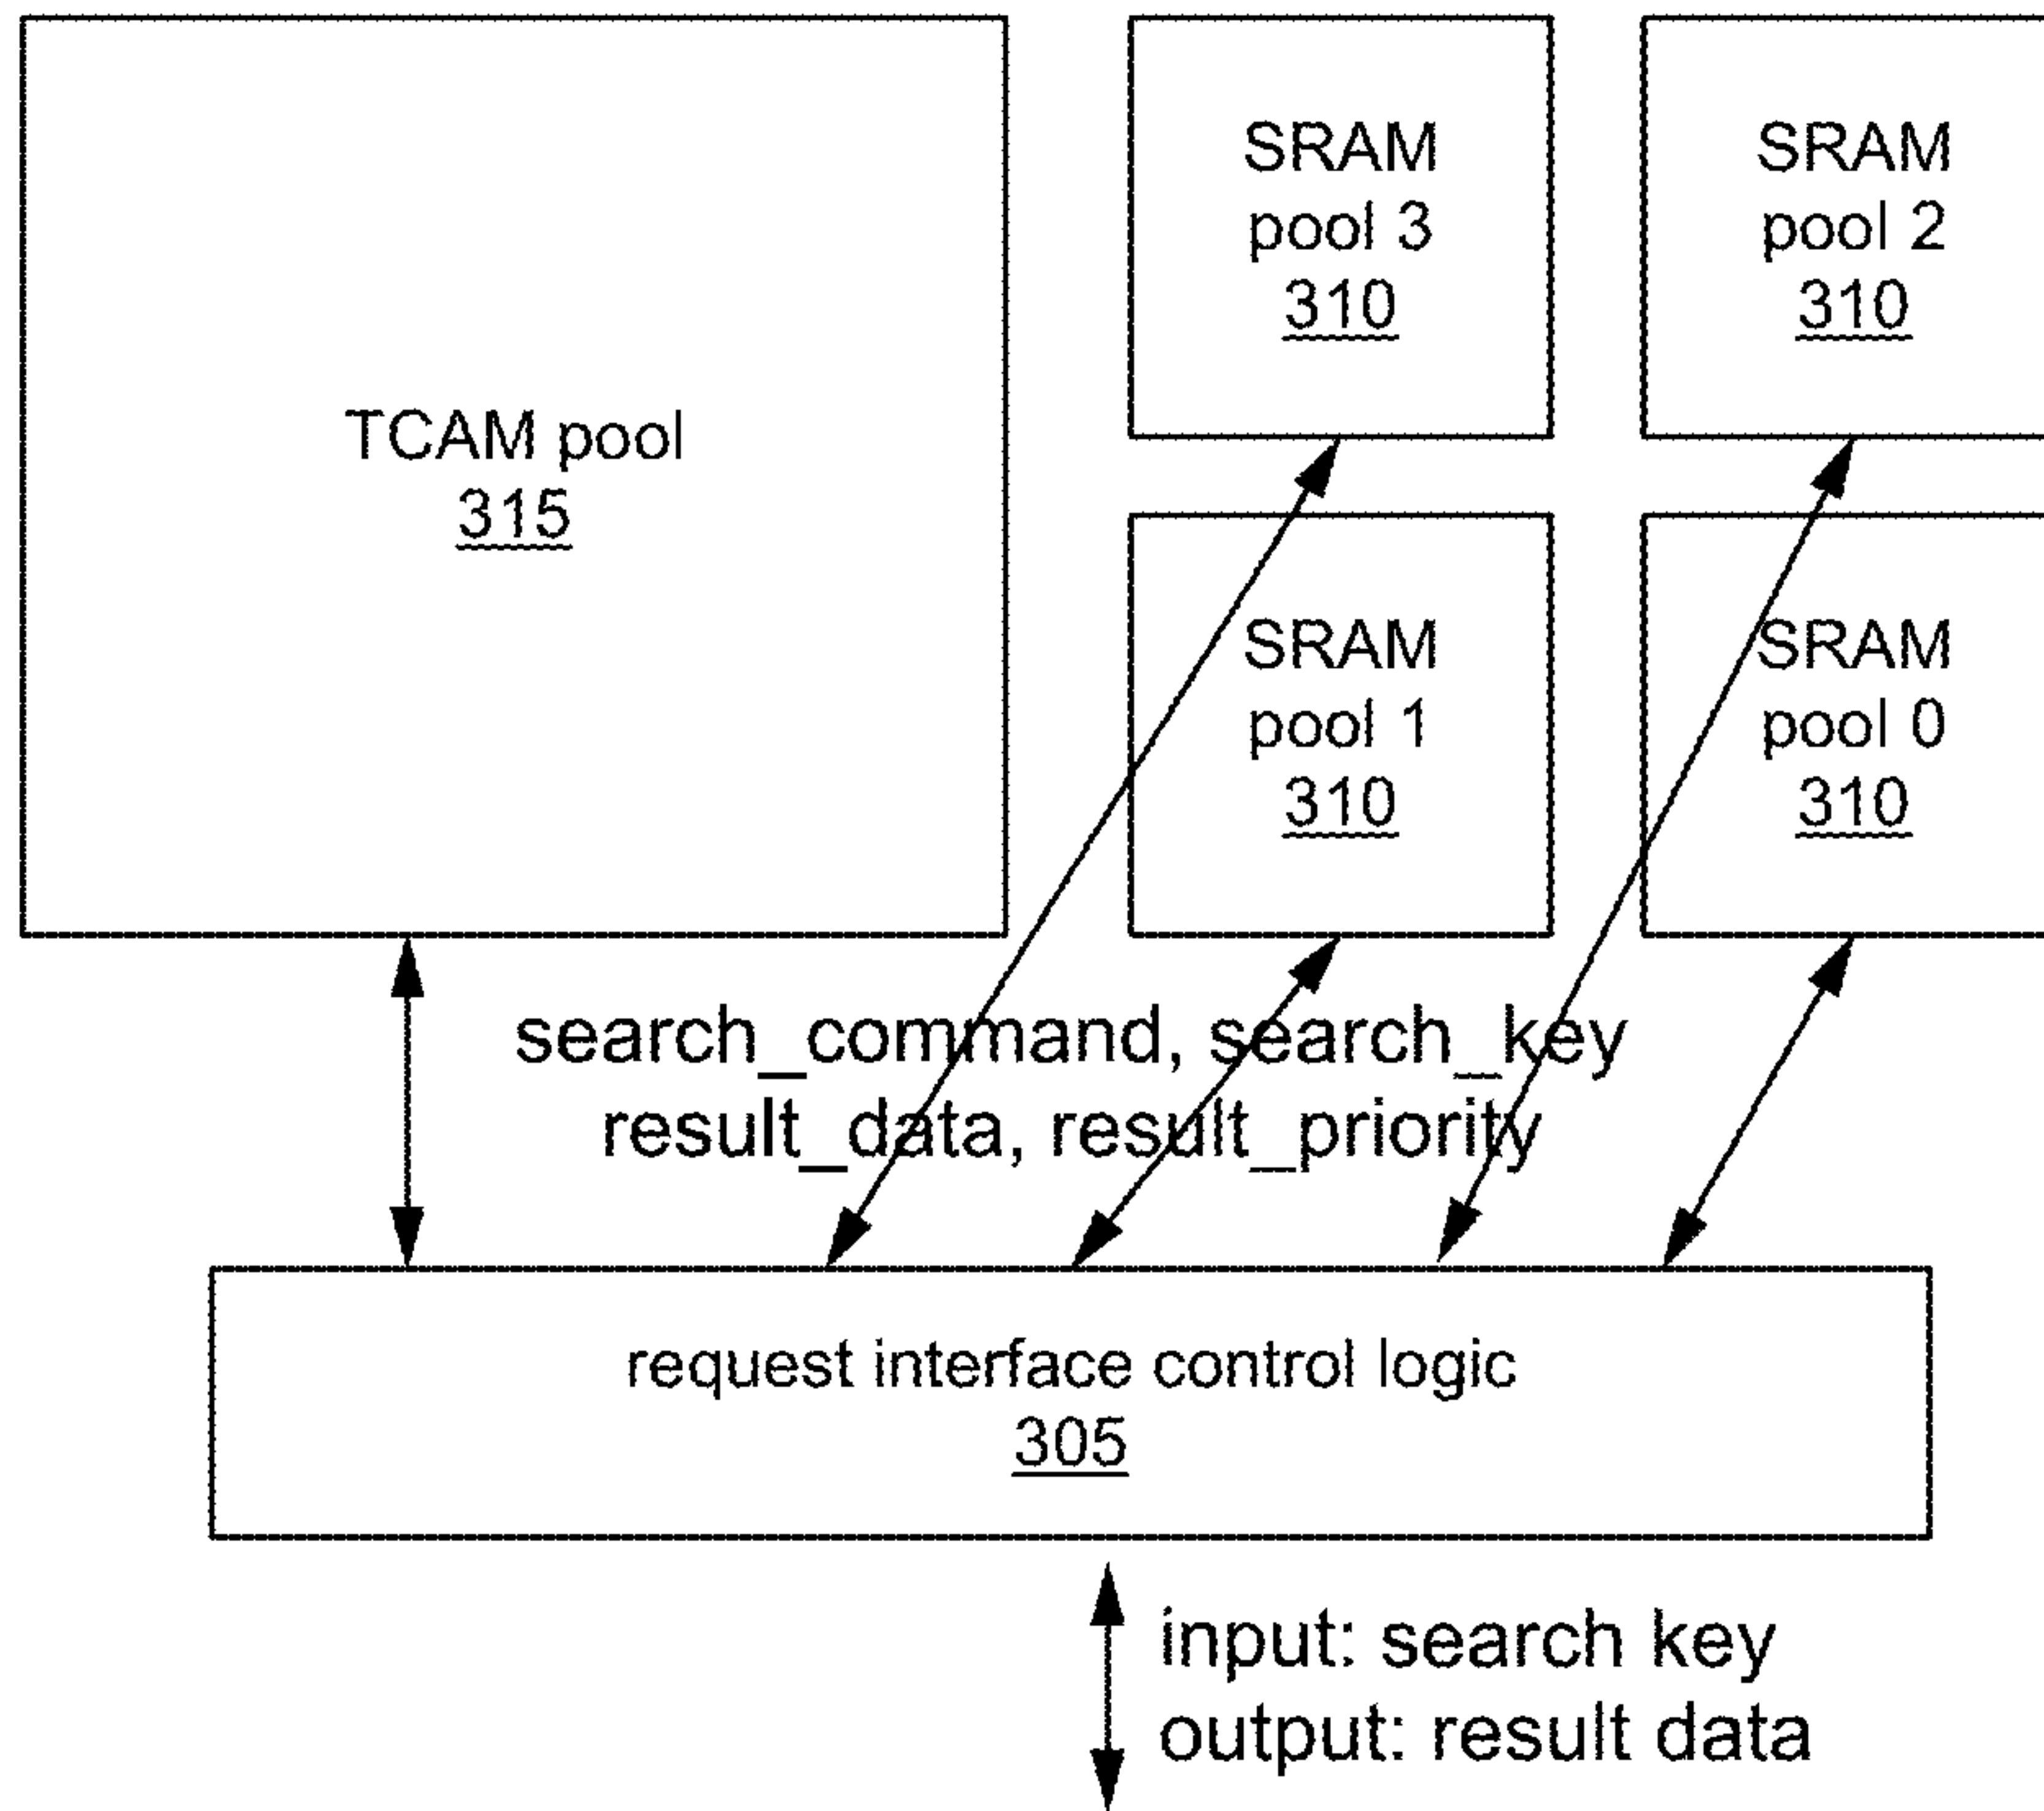 TCAM pool
315
SRAM
pool 3
310
SRAM
pool 2
310
SRAM
pool 1
310
SRAM
pool 0
310
search_command, search_key
result_data, result_priority
request interface control logic
305
input: search key
output: result data